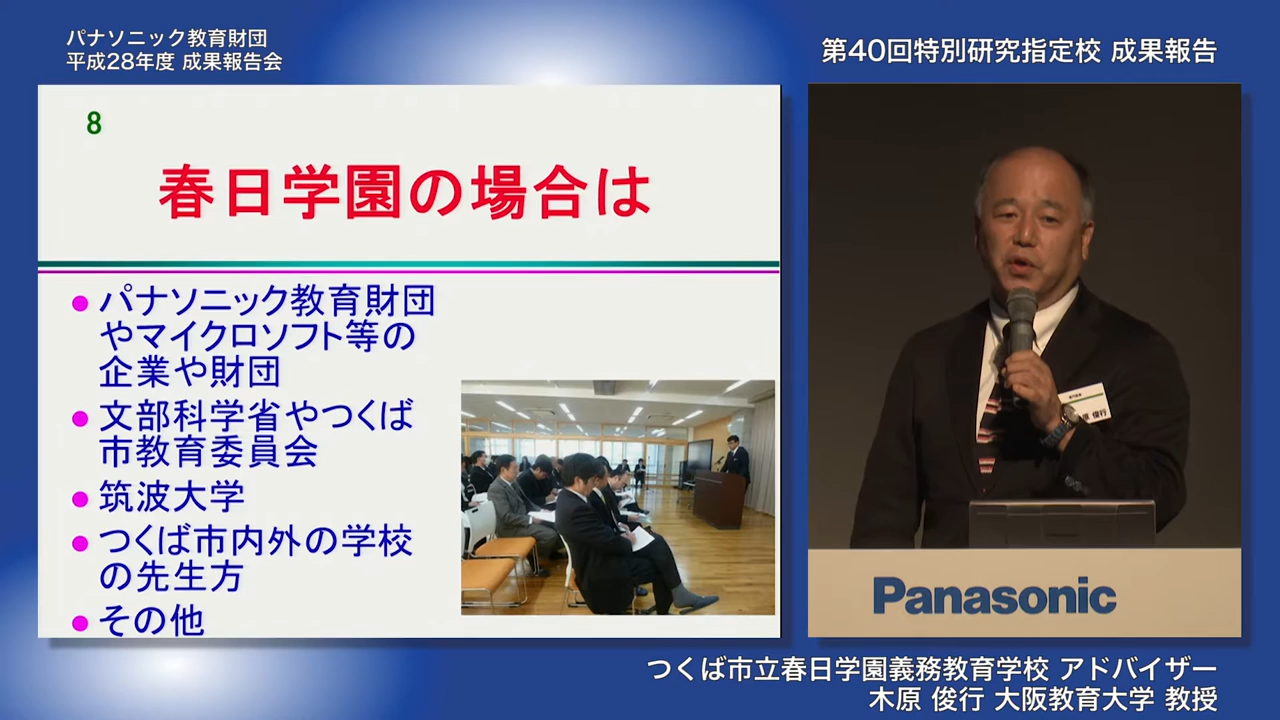 パナソニック教育財団
平成28年度 成果報告会
第40回特別研究指定校 成果報告
8
春日学園の場合は
● パナソニック教育財団
やマイクロソフト等の
企業や財団
● 文部科学省やつくば
市教育委員会
● 筑波大学
● つくば市内外の学校
の先生方
● その他
原 俊行
Panasonic
つくば市立春日学園義務教育学校 アドバイザー
木原 俊行 大阪教育大学 教授